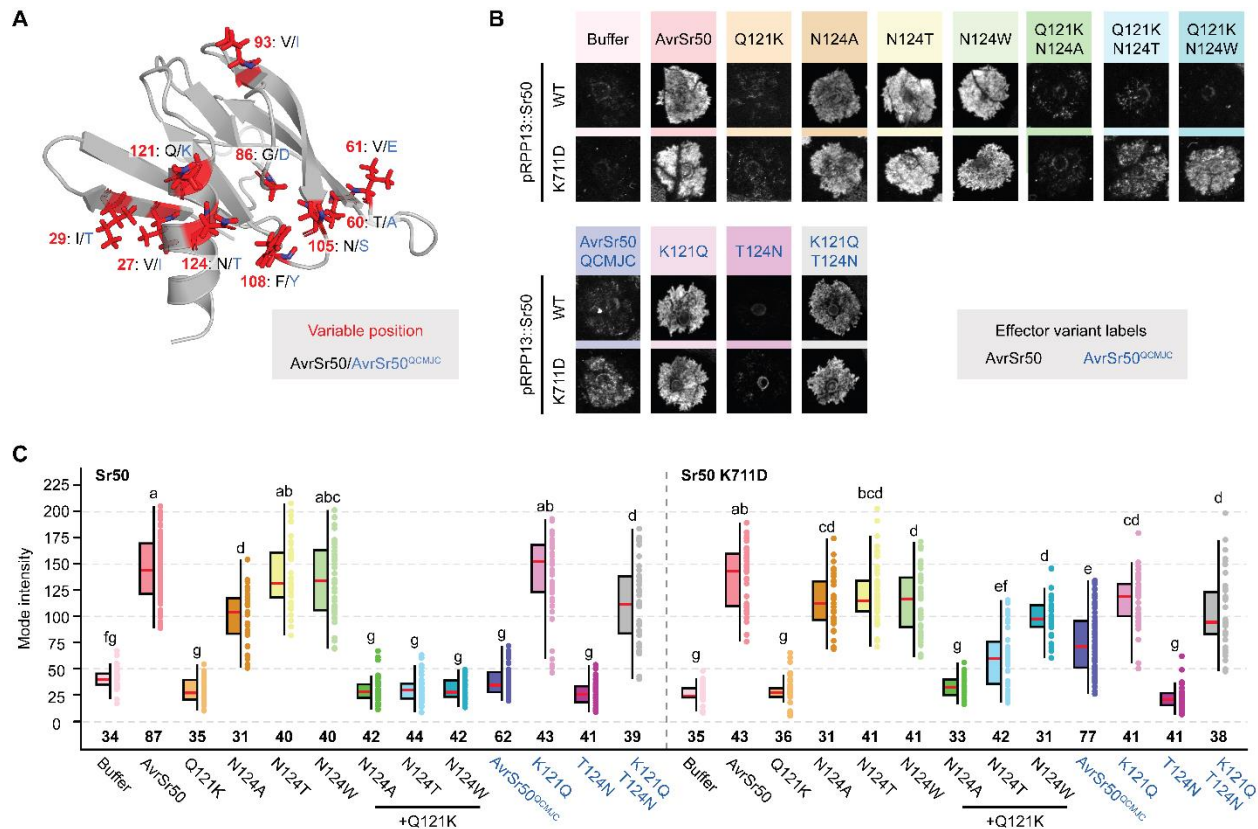 A
93: V/I
121: Q/K
86: G/D
61: V/E
29: I/T
60: T/A
27: V/I
124: N/T
105: N/S
108: F/Y
Variable position
AvrSr50/AvrSr50QCMJC
B
Buffer
AvrSr50
Q121K
N124A
N124T
N124W
Q121K
N124A
Q121K
N124T
Q121K
N124W
pRPP13::Sr50
WT
K711D
AvrSr50
QCMJC
K121Q
T124N
K121Q
T124N
pRPP13::Sr50
WT
K711D
Effector variant labels
AvrSr50 AvrSr50QCMJC
C
Sr50
Sr50 K711D
Mode intensity
225
200
175
150
125
100
75
50
25
0
fg a g d ab abc g g g g ab g d
g ab g cd bcd d g ef d e cd g d
34 87 35 31 40 40 42 44 42 62 43 41 39 35 43 36 31 41 41 33 42 31 77 41 41 38
Buffer
AvrSr50
Q121K
N124A
N124T
N124W
N124A
N124T
N124W
+Q121K
AvrSr50QCMJC
K121Q
T124N
K121Q
T124N
Buffer
AvrSr50
Q121K
N124A
N124T
N124W
N124A
N124T
N124W
+Q121K
AvrSr50QCMJC
K121Q
T124N
K121Q
T124N